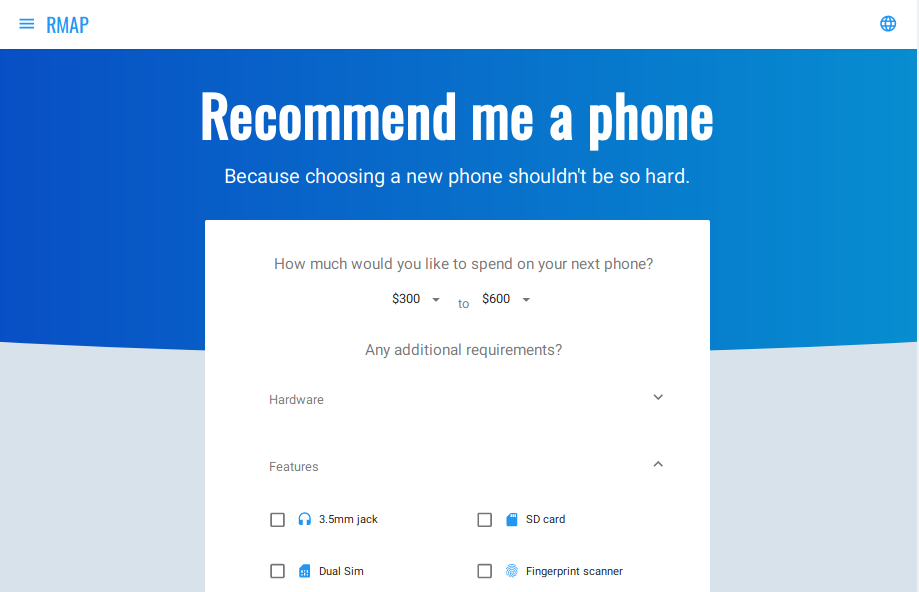 RMAP
Recommend me a phone
Because choosing a new phone shouldn't be so hard.
How much would you like to spend on your next phone?
$300 to $600
Any additional requirements?
Hardware
Features
3.5mm jack SD card
Dual Sim Fingerprint scanner